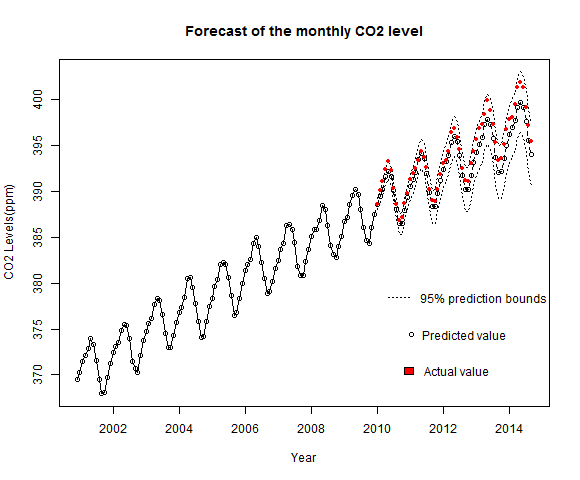 Forecast of the monthly CO2 level
CO2 Levels(ppm)
400
395
390
385
380
375
370
95% prediction bounds
Predicted value
Actual value
2002 2004 2006 2008 2010 2012 2014
Year